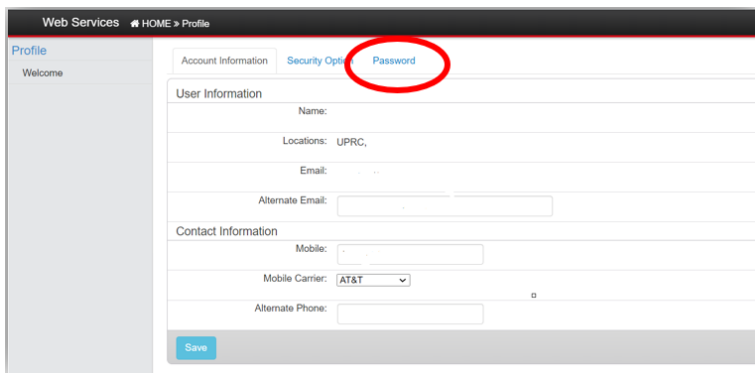 Web Services HOME » Profile
Profile
Welcome
Account Information Security Option Password
User Information
Name:
Locations: UPRC,
Email:
Alternate Email:
Contact Information
Mobile:
Mobile Carrier: AT&T
Alternate Phone:
Save